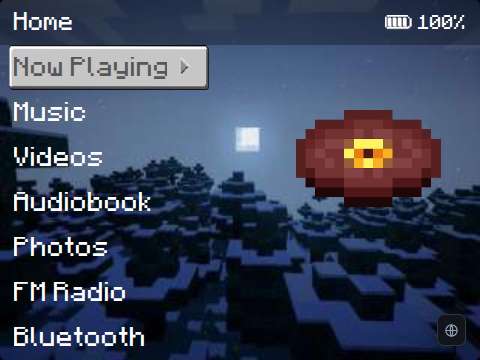 Home
100%
Now Playing
Music
Videos
Audiobook
Photos
FM Radio
Bluetooth